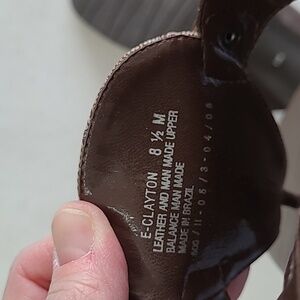 E-CLAYTON 8 ½ M
LEATHER AND MAN MADE UPPER
BALANCE MAN MADE
MADE IN BRAZIL